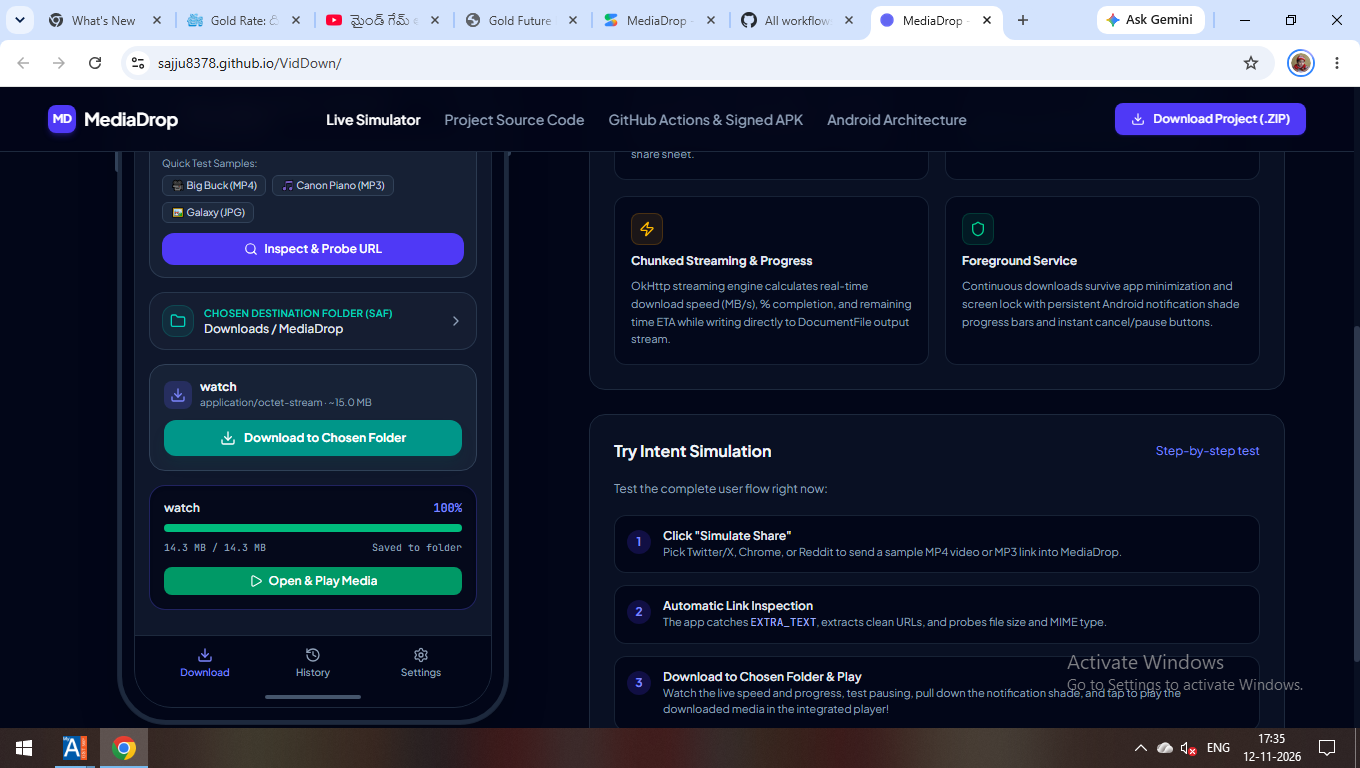 What's New
Gold Rate: 
మైండ్ గేమ్ 
Gold Future
MediaDrop -
All workflow
MediaDrop -
Ask Gemini
sajju8378.github.io/VidDown/
MD MediaDrop
Live Simulator
Project Source Code
GitHub Actions & Signed APK
Android Architecture
Download Project (.ZIP)
Quick Test Samples:
Big Buck (MP4)
Canon Piano (MP3)
Galaxy (JPG)
Inspect & Probe URL
CHOSEN DESTINATION FOLDER (SAF)
Downloads / MediaDrop
watch
application/octet-stream · ~15.0 MB
Download to Chosen Folder
watch 100%
14.3 MB / 14.3 MB Saved to folder
Open & Play Media
Download
History
Settings
share sheet.
Chunked Streaming & Progress
OkHttp streaming engine calculates real-time
download speed (MB/s), % completion, and remaining
time ETA while writing directly to DocumentFile output
stream.
Foreground Service
Continuous downloads survive app minimization and
screen lock with persistent Android notification shade
progress bars and instant cancel/pause buttons.
Try Intent Simulation
Step-by-step test
Test the complete user flow right now:
1
Click "Simulate Share"
Pick Twitter/X, Chrome, or Reddit to send a sample MP4 video or MP3 link into MediaDrop.
2
Automatic Link Inspection
The app catches EXTRA_TEXT, extracts clean URLs, and probes file size and MIME type.
3
Download to Chosen Folder & Play
Watch the live speed and progress, test pausing, pull down the notification shade, and tap to play the
downloaded media in the integrated player!
Activate Windows
Go to Settings to activate Windows.
ENG
17:35
12-11-2026